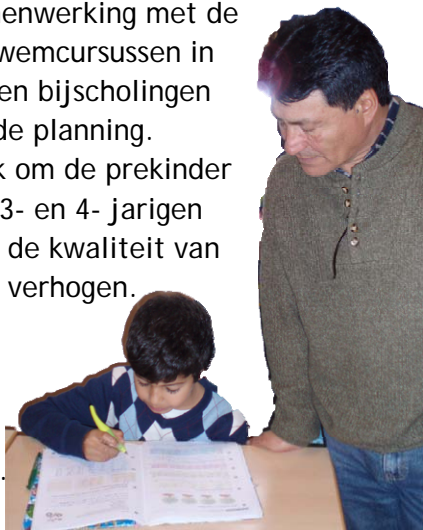 menwerking met de
wemcursussen in
en bijscholingen
de planning.
k om de prekinder
3- en 4- jarigen
de kwaliteit van
verhogen.
.